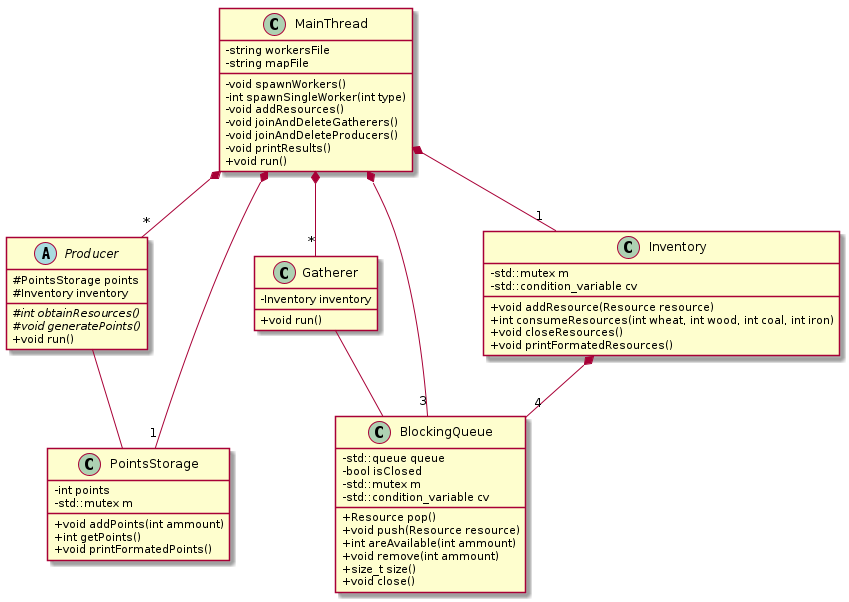 C MainThread
-string workersFile
-string mapFile
-void spawnWorkers()
-int spawnSingleWorker(int type)
-void addResources()
-void joinAndDeleteGatherers()
-void joinAndDeleteProducers()
-void printResults()
+void run()
*
1
*
3
1
4
A Producer
#PointsStorage points
#Inventory inventory
#int obtainResources()
#void generatePoints()
+void run()
C Gatherer
-Inventory inventory
+void run()
C Inventory
-std::mutex m
-std::condition_variable cv
+void addResource(Resource resource)
+int consumeResources(int wheat, int wood, int coal, int iron)
+void closeResources()
+void printFormatedResources()
C PointsStorage
-int points
-std::mutex m
+void addPoints(int ammount)
+int getPoints()
+void printFormatedPoints()
C BlockingQueue
-std::queue queue
-bool isClosed
-std::mutex m
-std::condition_variable cv
+Resource pop()
+void push(Resource resource)
+int areAvailable(int ammount)
+void remove(int ammount)
+size_t size()
+void close()